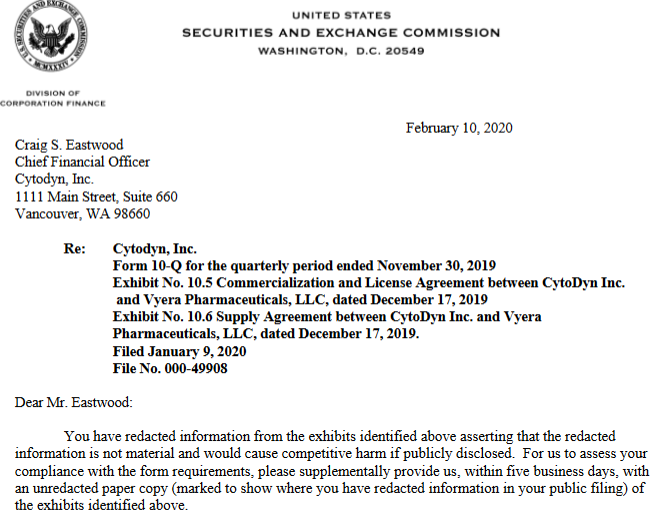 UNITED STATES
SECURITIES AND EXCHANGE COMMISSION
WASHINGTON, D.C. 20549
DIVISION OF
CORPORATION FINANCE
February 10, 2020
Craig S. Eastwood
Chief Financial Officer
Cytodyn, Inc.
1111 Main Street, Suite 660
Vancouver, WA 98660
Re: Cytodyn, Inc.
Form 10-Q for the quarterly period ended November 30, 2019
Exhibit No. 10.5 Commercialization and License Agreement between CytoDyn Inc.
and Vyera Pharmaceuticals, LLC, dated December 17, 2019
Exhibit No. 10.6 Supply Agreement between CytoDyn Inc. and Vyera
Pharmaceuticals, LLC, dated December 17, 2019.
Filed January 9, 2020
File No. 000-49908
Dear Mr. Eastwood:
You have redacted information from the exhibits identified above asserting that the redacted
information is not material and would cause competitive harm if publicly disclosed. For us to assess your
compliance with the form requirements, please supplementally provide us, within five business days, with
an unredacted paper copy (marked to show where you have redacted information in your public filing) of
the exhibits identified above.